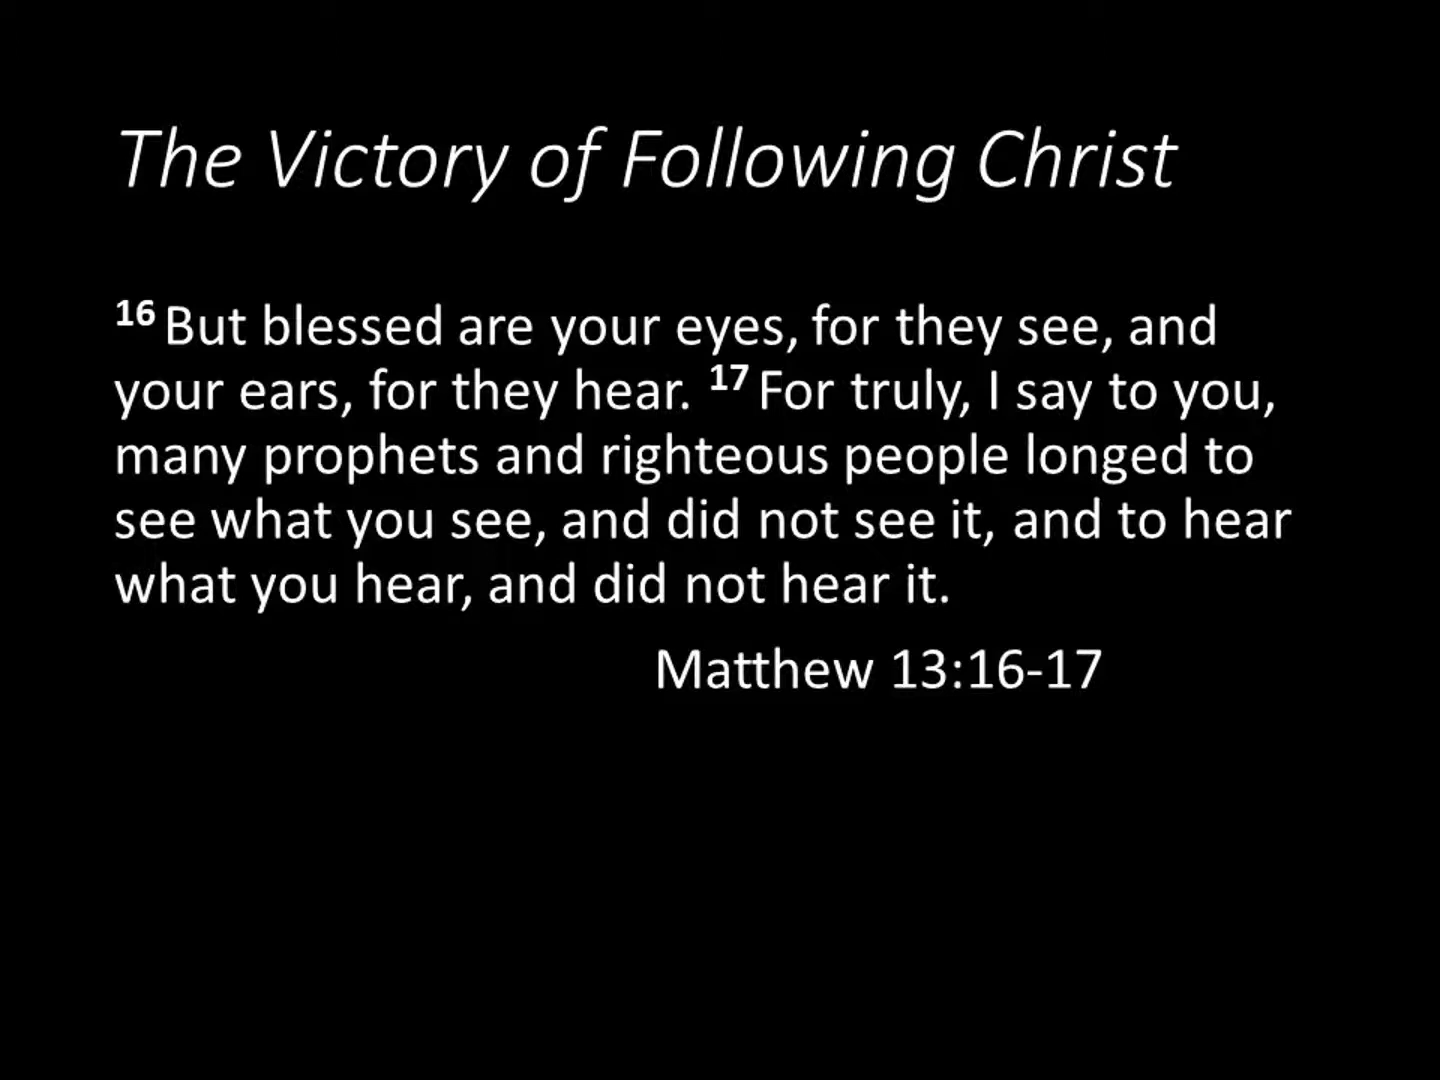 The Victory of Following Christ
16 But blessed are your eyes, for they see, and
your ears, for they hear. 17 For truly, I say to you,
many prophets and righteous people longed to
see what you see, and did not see it, and to hear
what you hear, and did not hear it.
Matthew 13:16-17